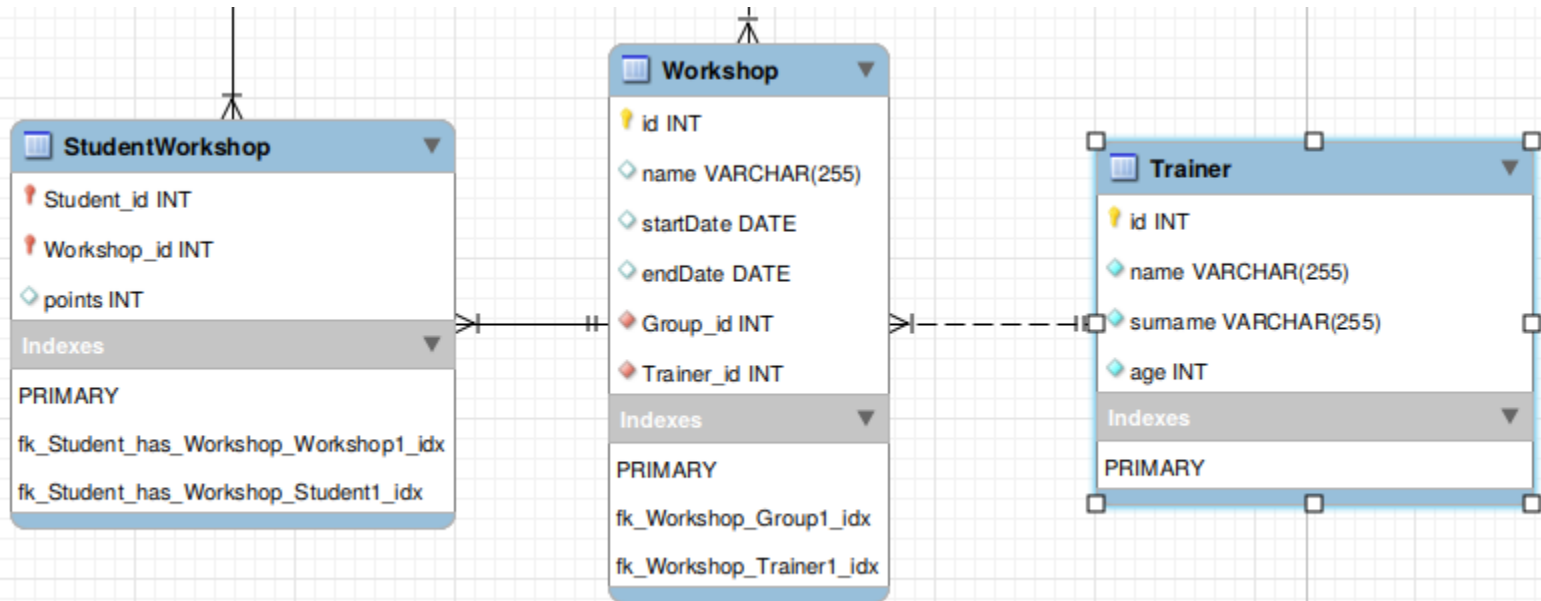 StudentWorkshop
Student_id INT
Workshop_id INT
points INT
Indexes
PRIMARY
fk_Student_has_Workshop_Workshop1_idx
fk_Student_has_Workshop_Student1_idx
Workshop
id INT
name VARCHAR(255)
startDate DATE
endDate DATE
Group_id INT
Trainer_id INT
Indexes
PRIMARY
fk_Workshop_Group1_idx
fk_Workshop_Trainer1_idx
Trainer
id INT
name VARCHAR(255)
surname VARCHAR(255)
age INT
Indexes
PRIMARY